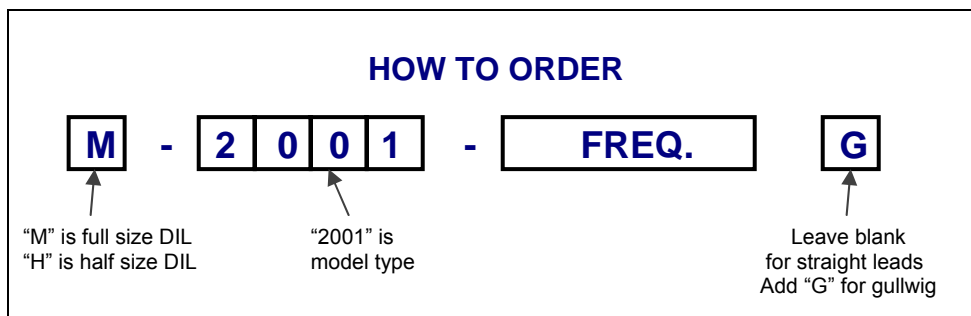 HOW TO ORDER
M - 2 0 0 1 - FREQ. G
“M” is full size DIL
“H” is half size DIL
“2001” is
model type
Leave blank
for straight leads
Add “G” for gullwig